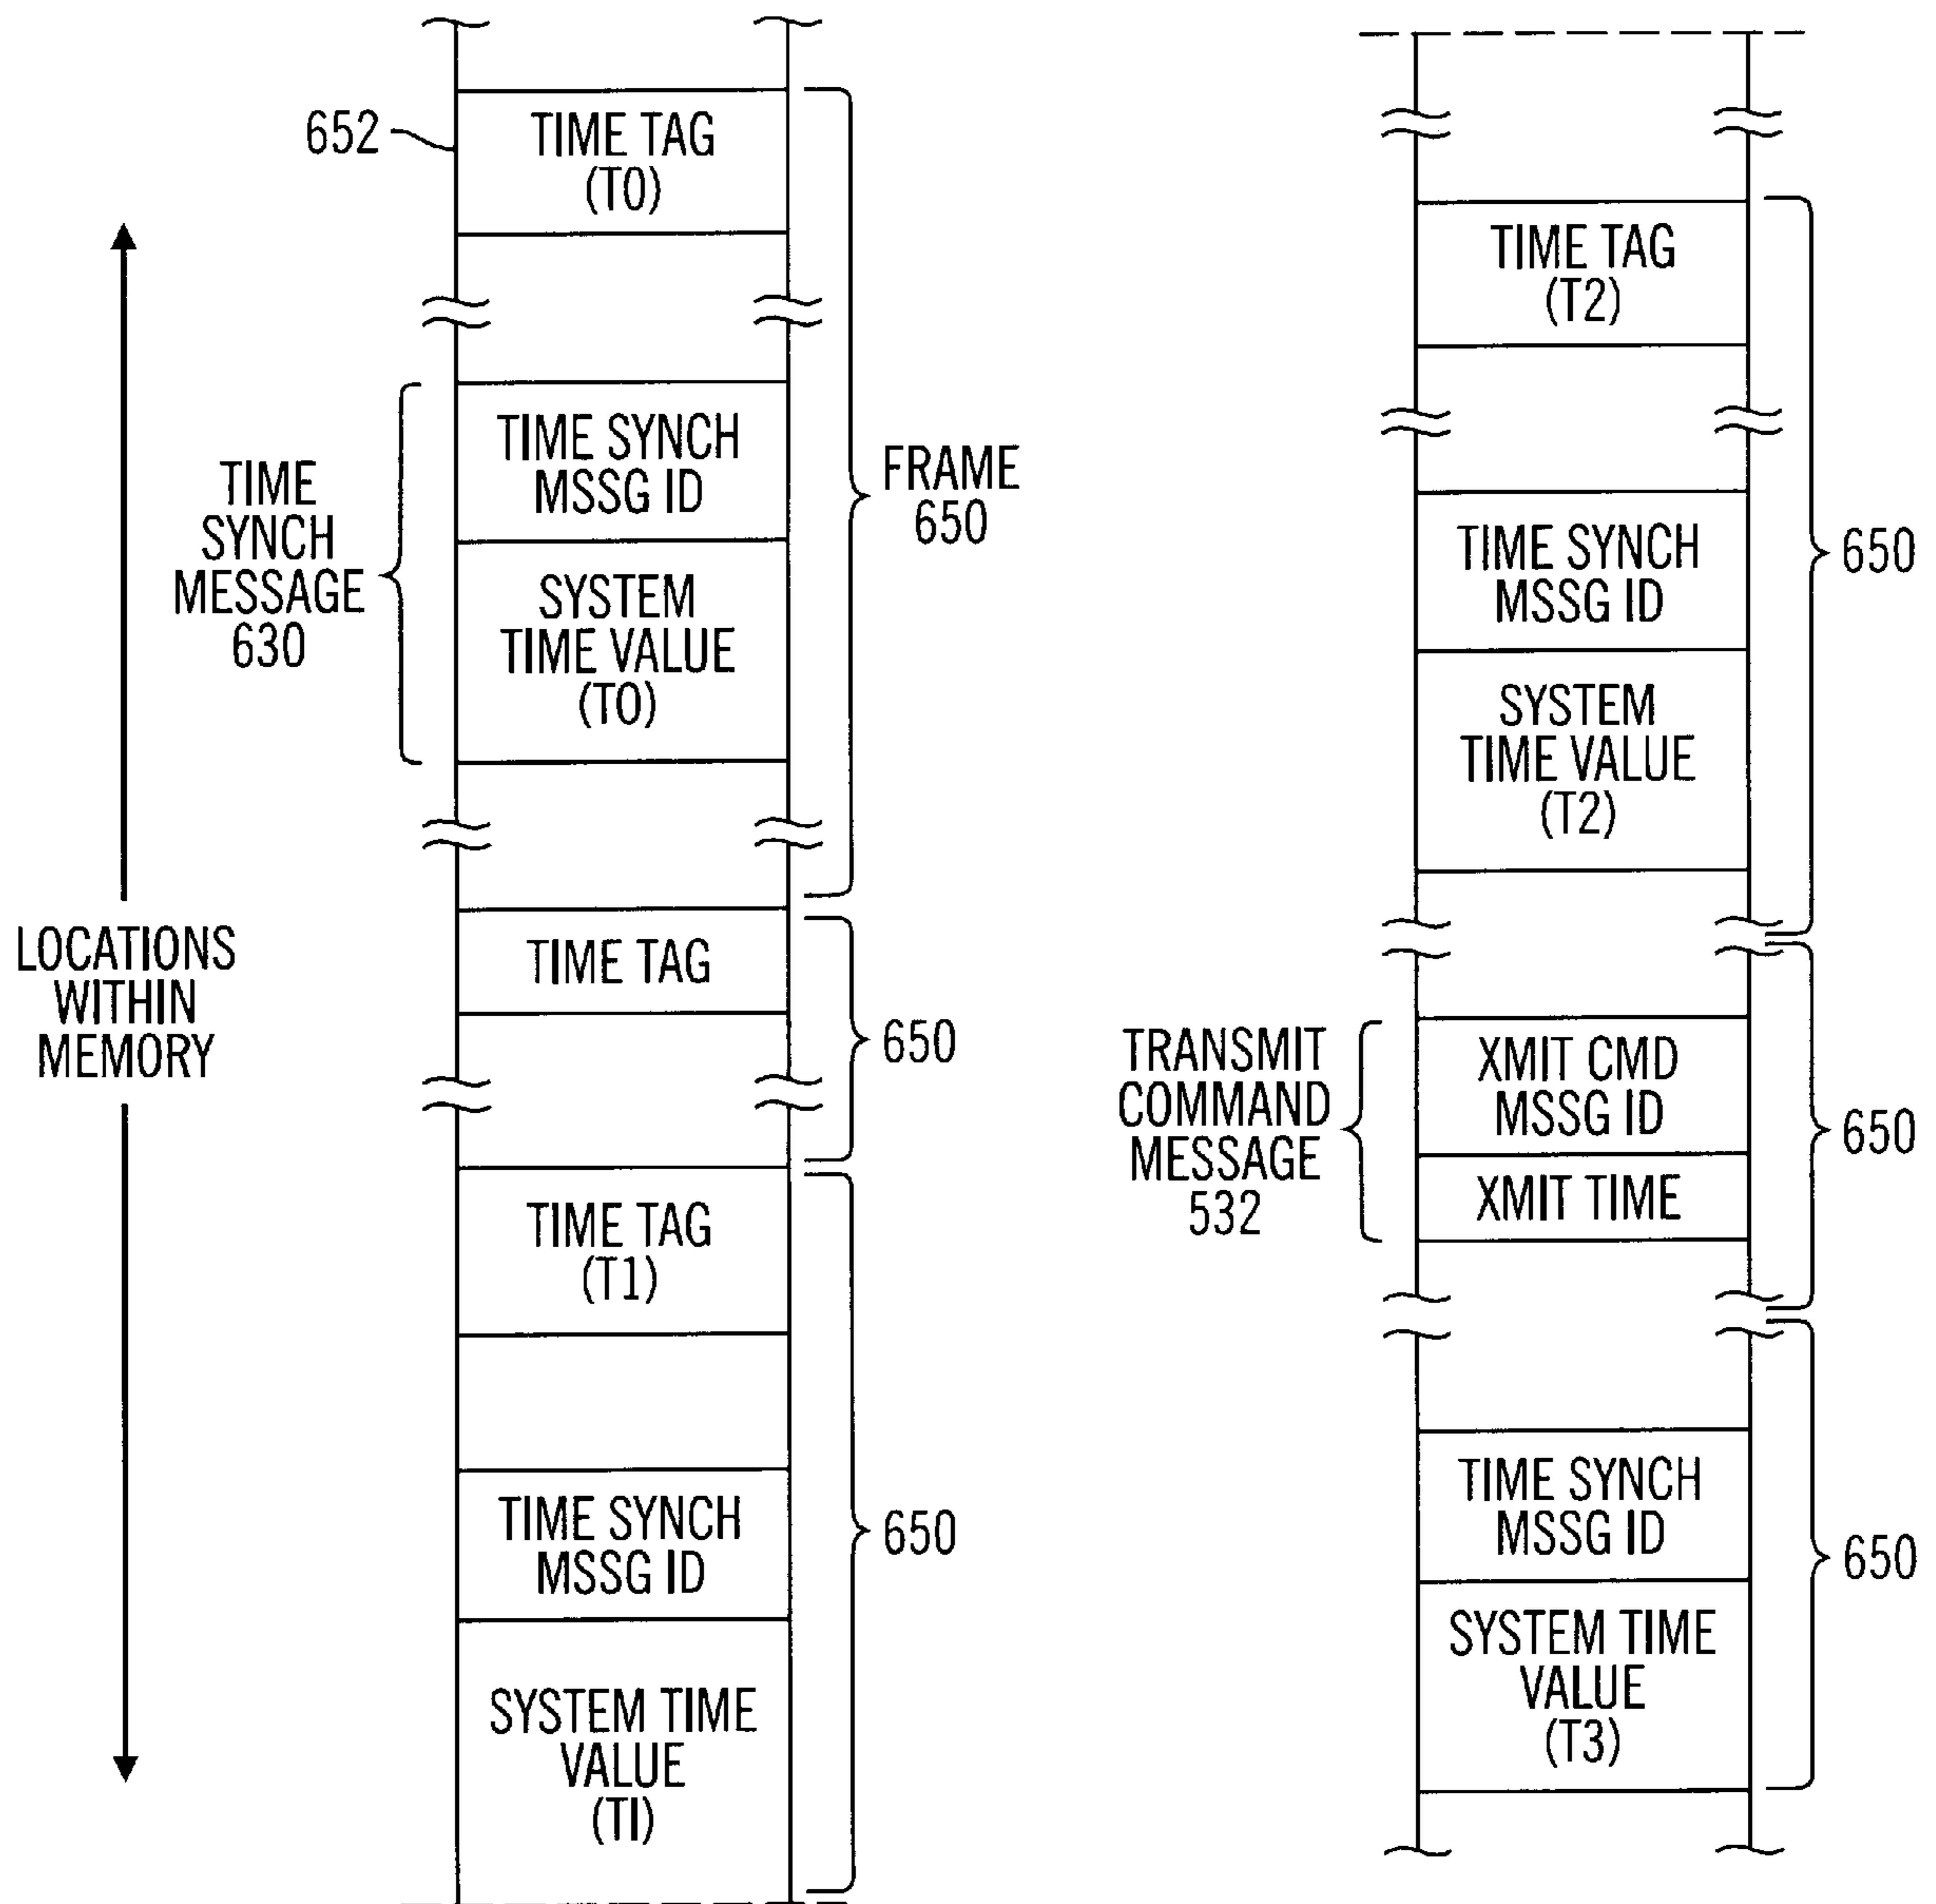 652
TIME TAG
(T0)
TIME SYNCH
MSSG ID
SYSTEM
TIME VALUE
(T0)
TIME
SYNCH
MESSAGE
630
FRAME
650
LOCATIONS
WITHIN
MEMORY
TIME TAG
650
TIME TAG
(T1)
TIME SYNCH
MSSG ID
SYSTEM TIME
VALUE
(TI)
650
TIME TAG
(T2)
TIME SYNCH
MSSG ID
SYSTEM
TIME VALUE
(T2)
650
TRANSMIT
COMMAND
MESSAGE
532
XMIT CMD
MSSG ID
XMIT TIME
650
TIME SYNCH
MSSG ID
SYSTEM TIME
VALUE
(T3)
650